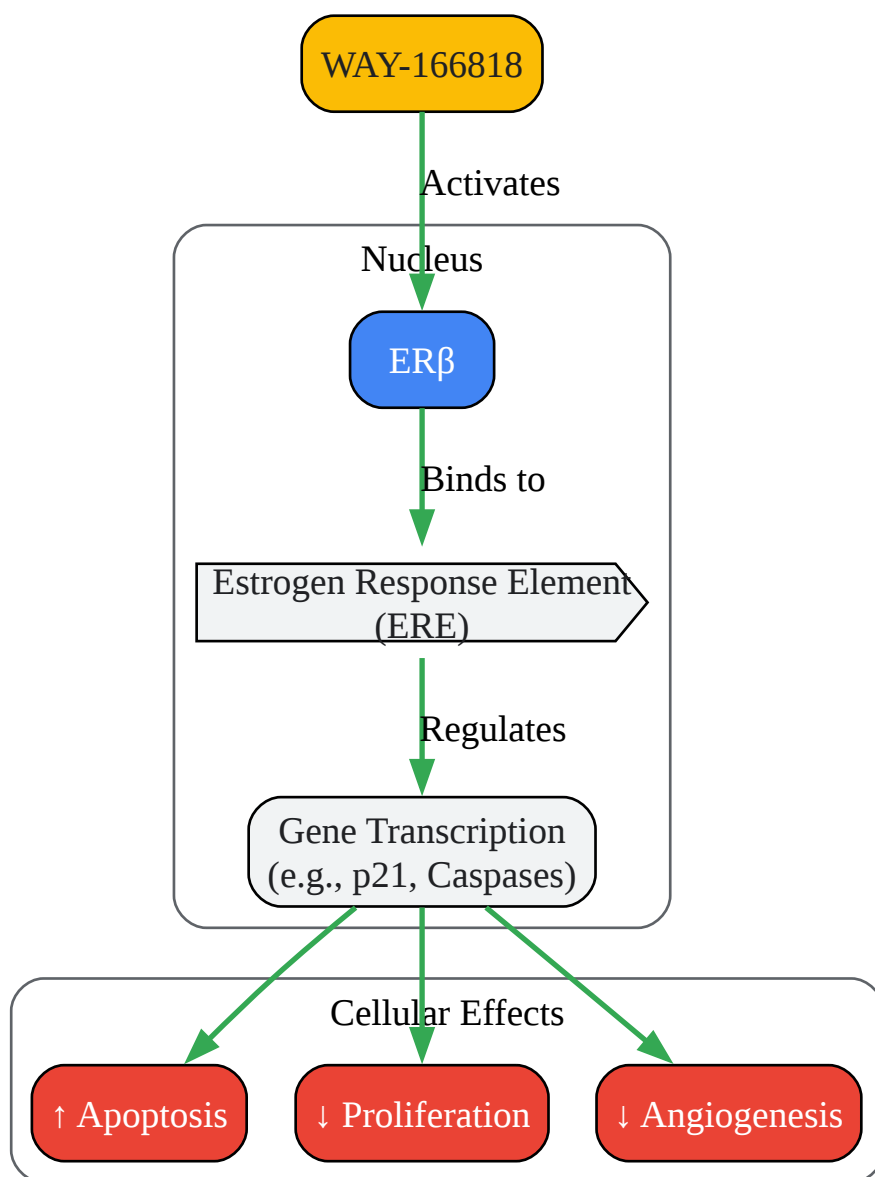 WAY-166818
Activates
Nucleus
ERβ
Binds to
Estrogen Response Element
(ERE)
Regulates
Gene Transcription
(e.g., p21, Caspases)
Cellular Effects
↑ Apoptosis
↓ Proliferation
↓ Angiogenesis